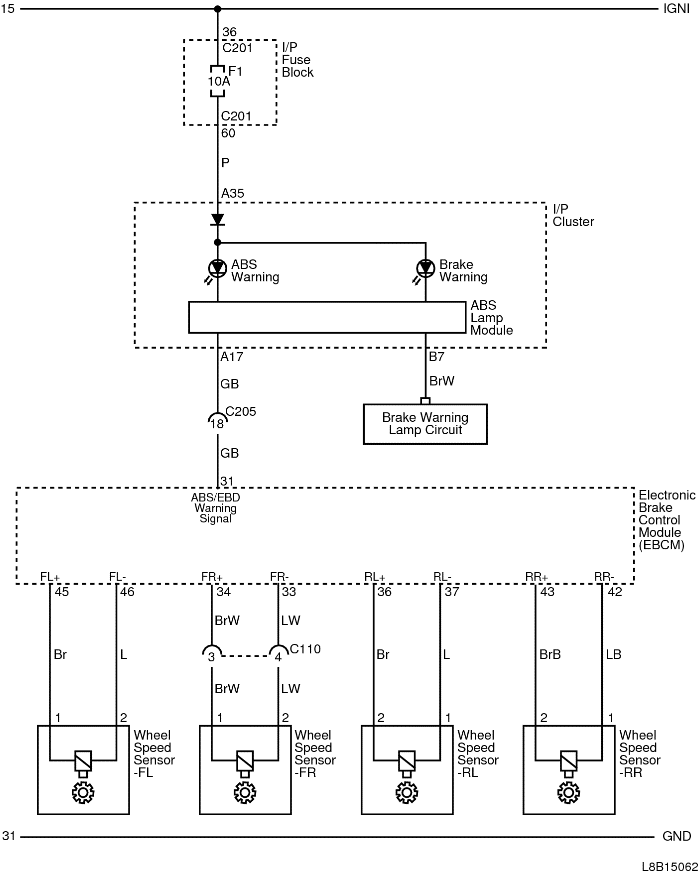 15 IGNI
36
C201
I/P
Fuse
Block
F1
10A
C201
60
P
A35
I/P
Cluster
ABS
Warning
Brake
Warning
ABS
Lamp
Module
A17
B7
GB
BrW
C205
18
Brake Warning
Lamp Circuit
GB
31
ABS/EBD
Warning
Signal
Electronic
Brake
Control
Module
(EBCM)
FL+ FL- FR+ FR- RL+ RL- RR+ RR-
45 46 34 33 36 37 43 42
BrW LW
Br L 3 4 C110 Br L BrB LB
BrW LW
1 2 1 2 2 1 2 1
Wheel
Speed
Sensor
-FL
Wheel
Speed
Sensor
-FR
Wheel
Speed
Sensor
-RL
Wheel
Speed
Sensor
-RR
31 GND
L8B15062